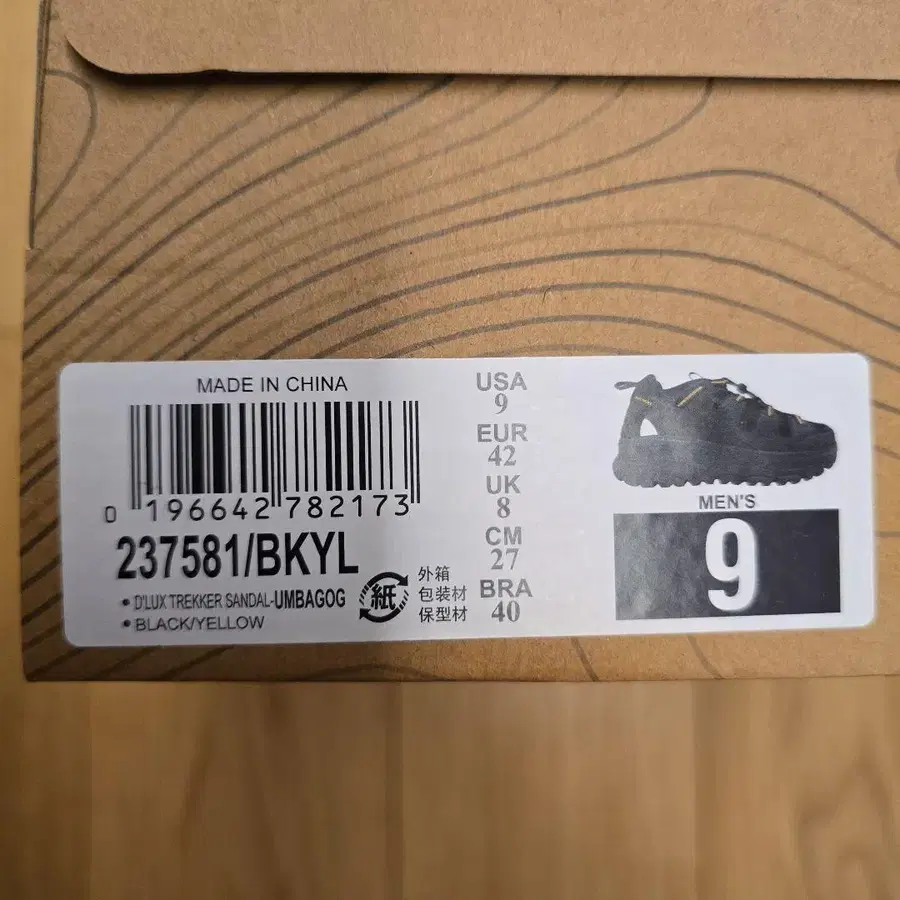 MADE IN CHINA
0 196642 782173
237581/BKYL
• D'LUX TREKKER SANDAL-UMBAGOG
• BLACK/YELLOW
紙
外箱
包装材
保型材
USA
9
EUR
42
UK
8
CM
27
BRA
40
MEN'S
9